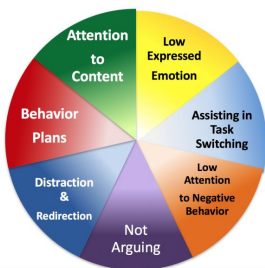 Attention
to
Content
Low
Expressed
Emotion
Assisting in
Task
Switching
Low
Attention
to Negative
Behavior
Not
Arguing
Distraction
&
Redirection
Behavior
Plans